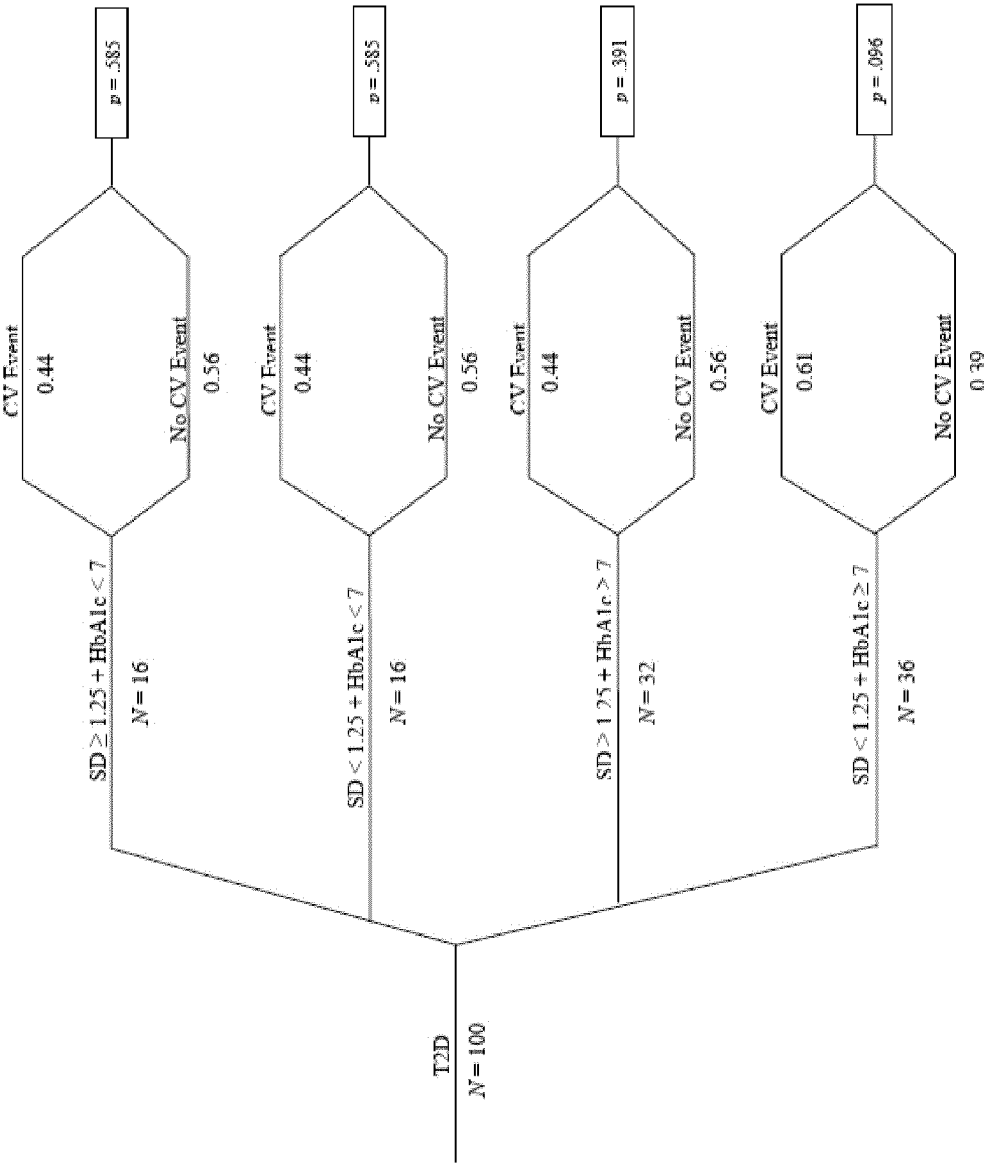 T2D
N = 100
SD ≥ 1.25 + HbA1c < 7
N = 16
CV Event
0.44
No CV Event
0.56
p = .585
SD < 1.25 + HbA1c < 7
N = 16
CV Event
0.44
No CV Event
0.56
p = .585
SD > 1.25 + HbA1c > 7
N = 32
CV Event
0.44
No CV Event
0.56
p = .391
SD < 1.25 + HbA1c ≥ 7
N = 36
CV Event
0.61
No CV Event
0.39
p = .096